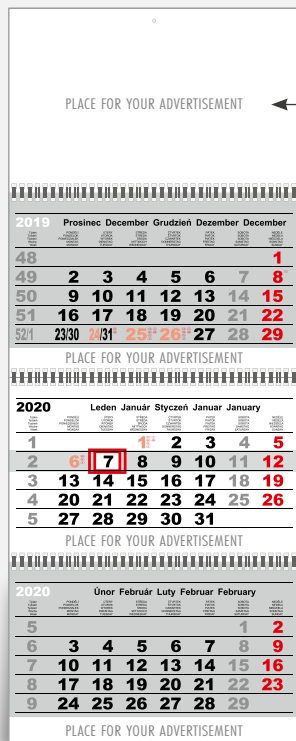 PLACE FOR YOUR ADVERTISEMENT
2019 Prosinec December Grudzień Dezember December
48 1
49 2 3 4 5 6 7 8
50 9 10 11 12 13 14 15
51 16 17 18 19 20 21 22
52/1 23/30 24/31 25 26 27 28 29
PLACE FOR YOUR ADVERTISEMENT
2020 Leden Január Styczeń Januar January
1 1 2 3 4 5
2 6 7 8 9 10 11 12
3 13 14 15 16 17 18 19
4 20 21 22 23 24 25 26
5 27 28 29 30 31
PLACE FOR YOUR ADVERTISEMENT
2020 Únor Február Luty Februar February
5 1 2
6 3 4 5 6 7 8 9
7 10 11 12 13 14 15 16
8 17 18 19 20 21 22 23
9 24 25 26 27 28 29
PLACE FOR YOUR ADVERTISEMENT